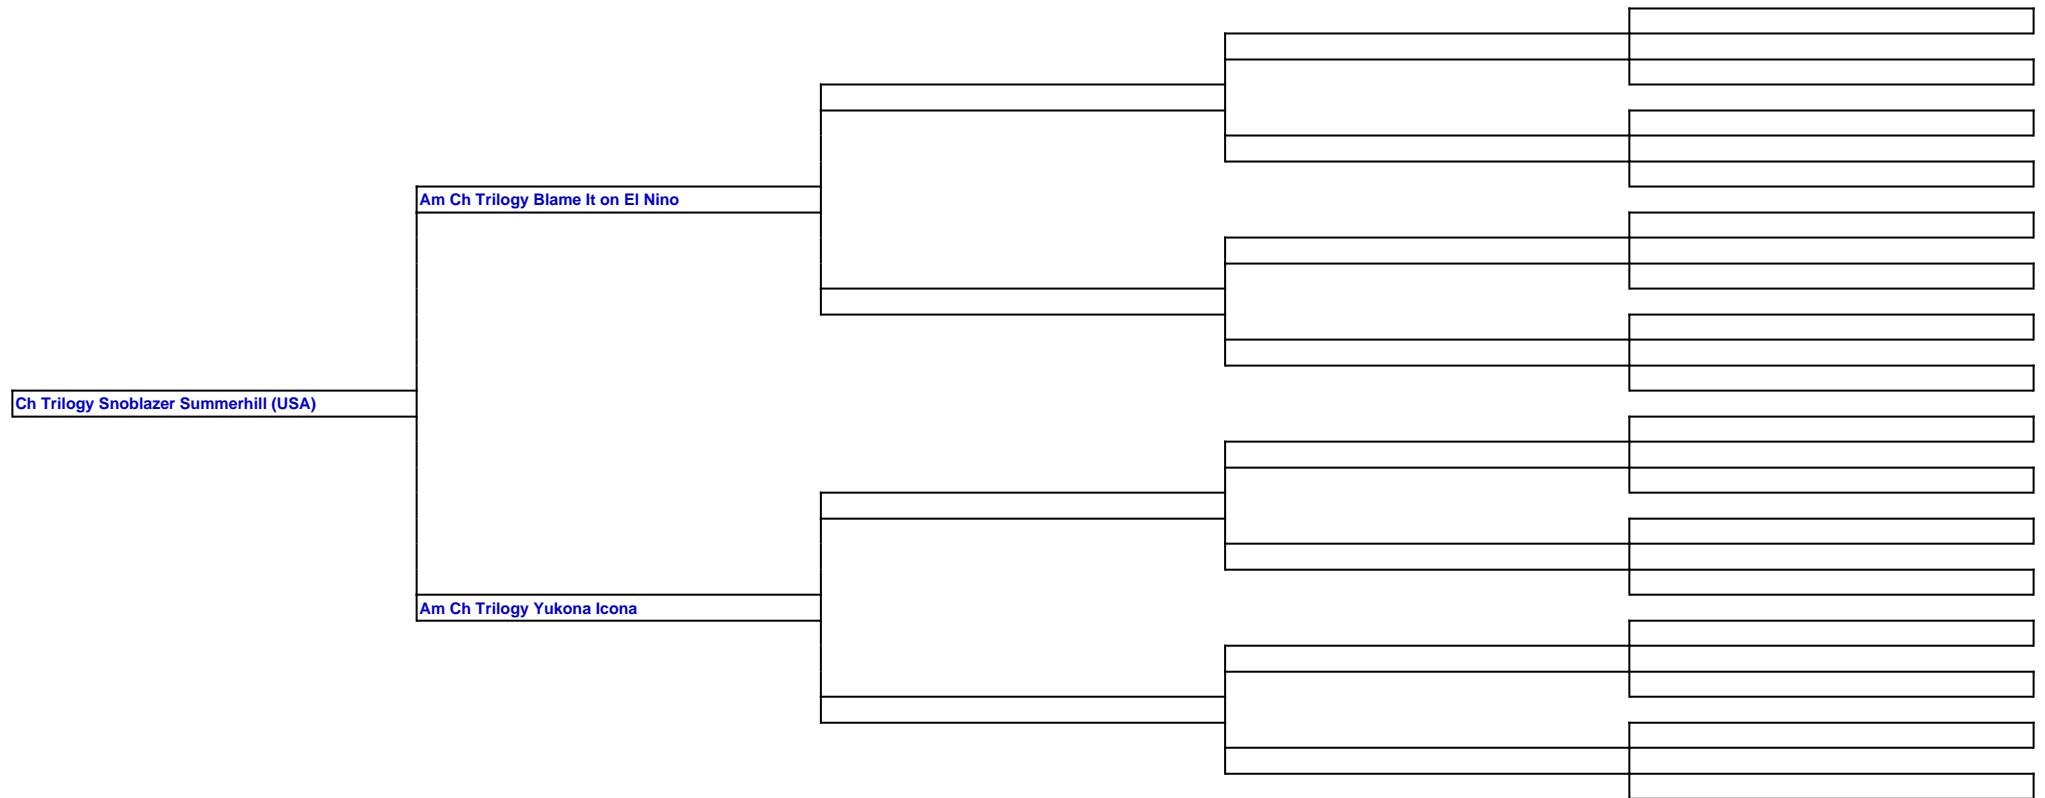 Am Ch Trilogy Blame It on El Nino
Ch Trilogy Snoblazer Summerhill (USA)
Am Ch Trilogy Yukona Icona